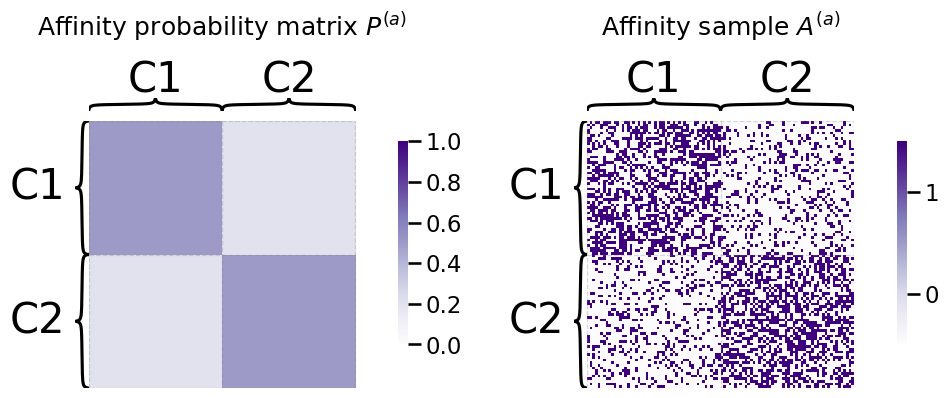 Affinity probability matrix P^(a)
C1 C2
C1
C2
1.0
0.8
0.6
0.4
0.2
0.0
Affinity sample A^(a)
C1 C2
C1
C2
1
0